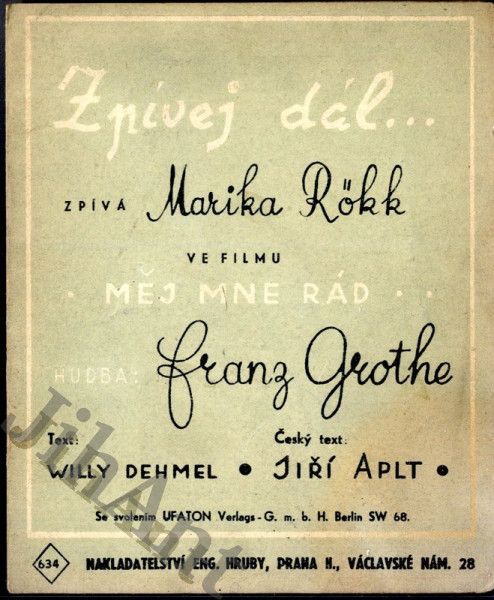 Zpívej dál...
ZPÍVÁ Marika Rökk
VE FILMU
· MĚJ MNE RÁD · ·
HUDBA: Franz Grothe
Text: Český text:
WILLY DEHMEL • JIŘÍ APLT •
Se svolením UFATON Verlags - G. m. b. H. Berlin SW 68.
634 NAKLADATELSTVÍ ENG. HRUBY, PRAHA II., VÁCLAVSKÉ NÁM. 28
JihAnt